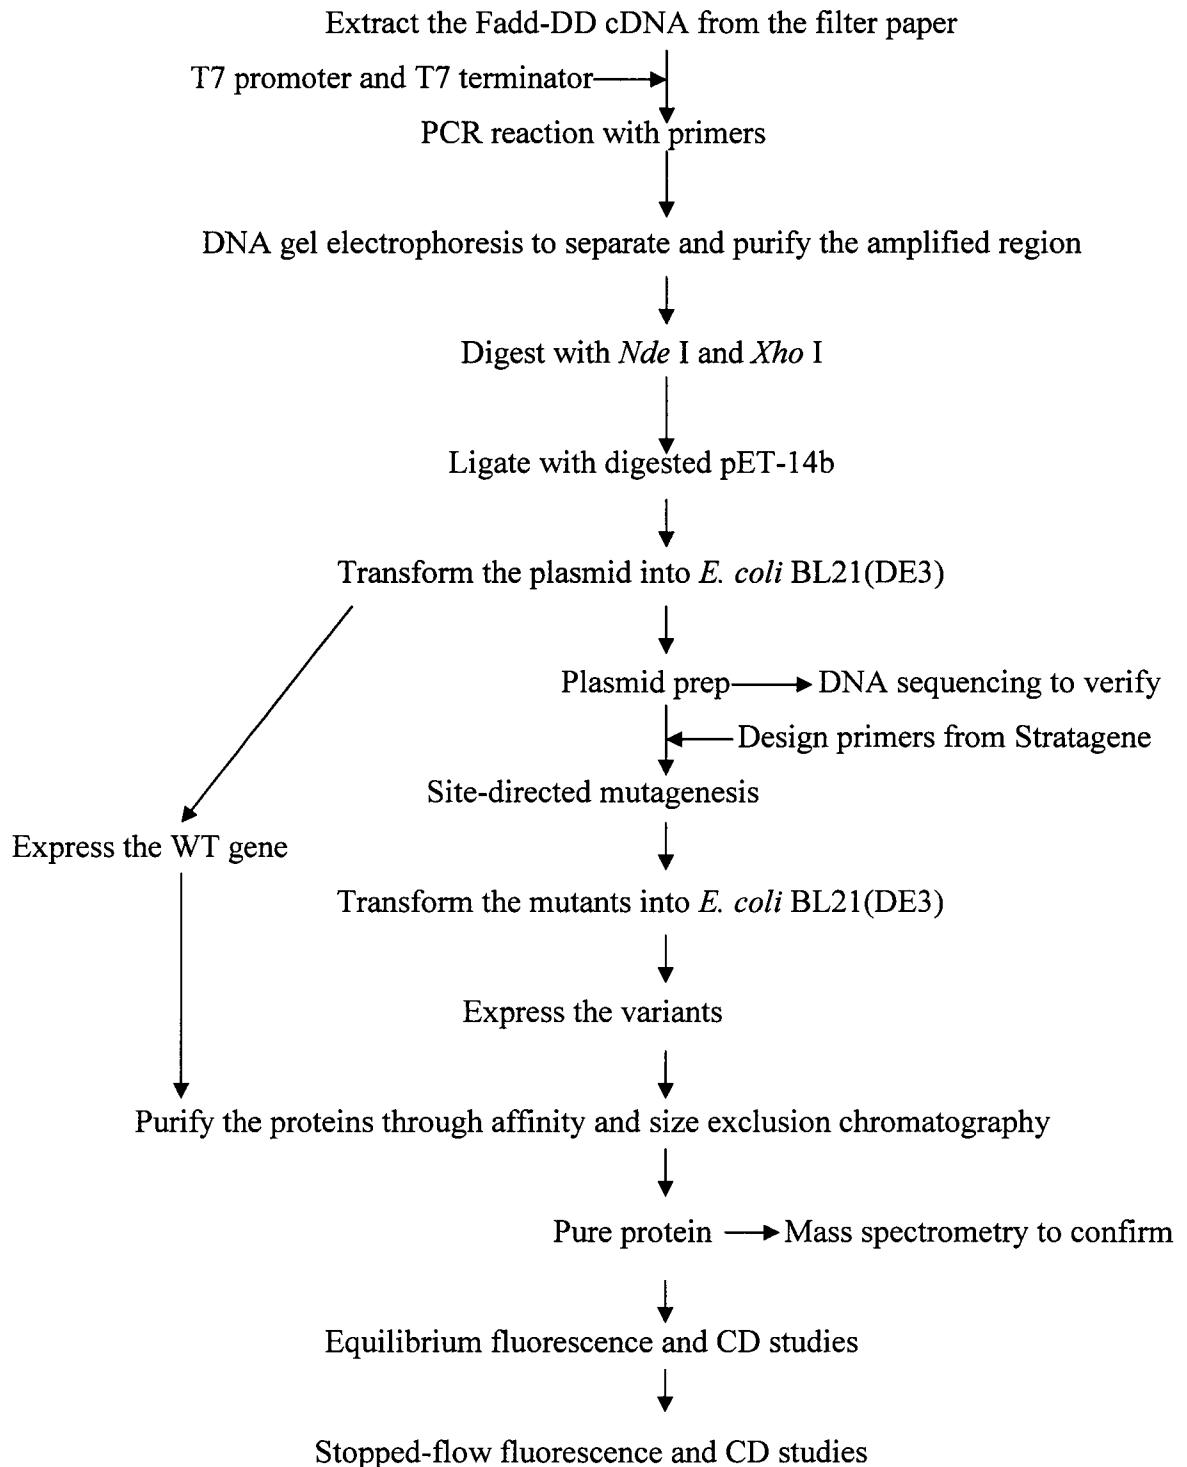 Extract the Fadd-DD cDNA from the filter paper
T7 promoter and T7 terminator
PCR reaction with primers
DNA gel electrophoresis to separate and purify the amplified region
Digest with Nde I and Xho I
Ligate with digested pET-14b
Transform the plasmid into E. coli BL21(DE3)
Plasmid prep DNA sequencing to verify
Design primers from Stratagene
Site-directed mutagenesis
Express the WT gene
Transform the mutants into E. coli BL21(DE3)
Express the variants
Purify the proteins through affinity and size exclusion chromatography
Pure protein Mass spectrometry to confirm
Equilibrium fluorescence and CD studies
Stopped-flow fluorescence and CD studies